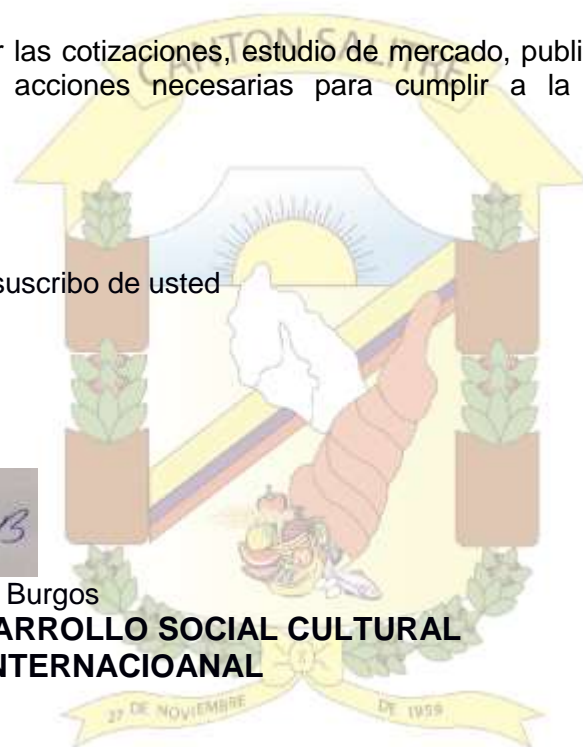 CANTON SALITRE
r las cotizaciones, estudio de mercado, publi
acciones necesarias para cumplir a la
suscribo de usted
B
Burgos
ARROLLO SOCIAL CULTURAL
NTERNACIOANAL
27 DE NOVIEMBRE DE 1959